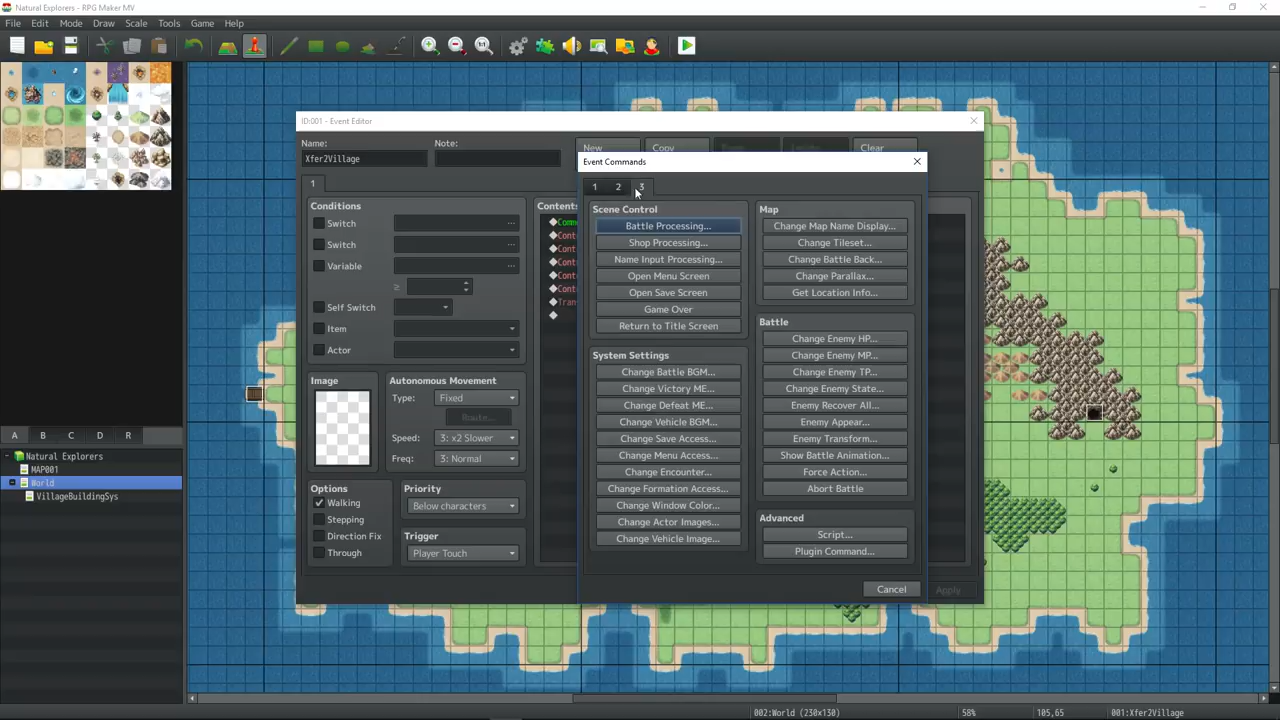 Natural Explorers - RPG Maker MV
File Edit Mode Draw Scale Tools Game Help
ID:001 - Event Editor
Name:
Note:
Xfer2Village
New
Copy
Clear
1
Conditions
Switch
Switch
Variable
≥
Self Switch
Item
Actor
Image
Autonomous Movement
Type: Fixed
Route...
Speed: 3: x2 Slower
Freq: 3: Normal
Options
Walking
Stepping
Direction Fix
Through
Priority
Below characters
Trigger
Player Touch
Contents
◆Comm
◆Cont
◆Cont
◆Cont
◆Cont
◆Cont
◆Tran
◆
Event Commands
1 2 3
Scene Control
Battle Processing...
Shop Processing...
Name Input Processing...
Open Menu Screen
Open Save Screen
Game Over
Return to Title Screen
System Settings
Change Battle BGM...
Change Victory ME...
Change Defeat ME...
Change Vehicle BGM...
Change Save Access...
Change Menu Access...
Change Encounter...
Change Formation Access...
Change Window Color...
Change Actor Images...
Change Vehicle Image...
Map
Change Map Name Display...
Change Tileset...
Change Battle Back...
Change Parallax...
Get Location Info...
Battle
Change Enemy HP...
Change Enemy MP...
Change Enemy TP...
Change Enemy State...
Enemy Recover All...
Enemy Appear...
Enemy Transform...
Show Battle Animation...
Force Action...
Abort Battle
Advanced
Script...
Plugin Command...
Cancel
Apply
A B C D R
Natural Explorers
MAP001
World
VillageBuildingSys
002:World (230x130) 58% 105,65 001:Xfer2Village